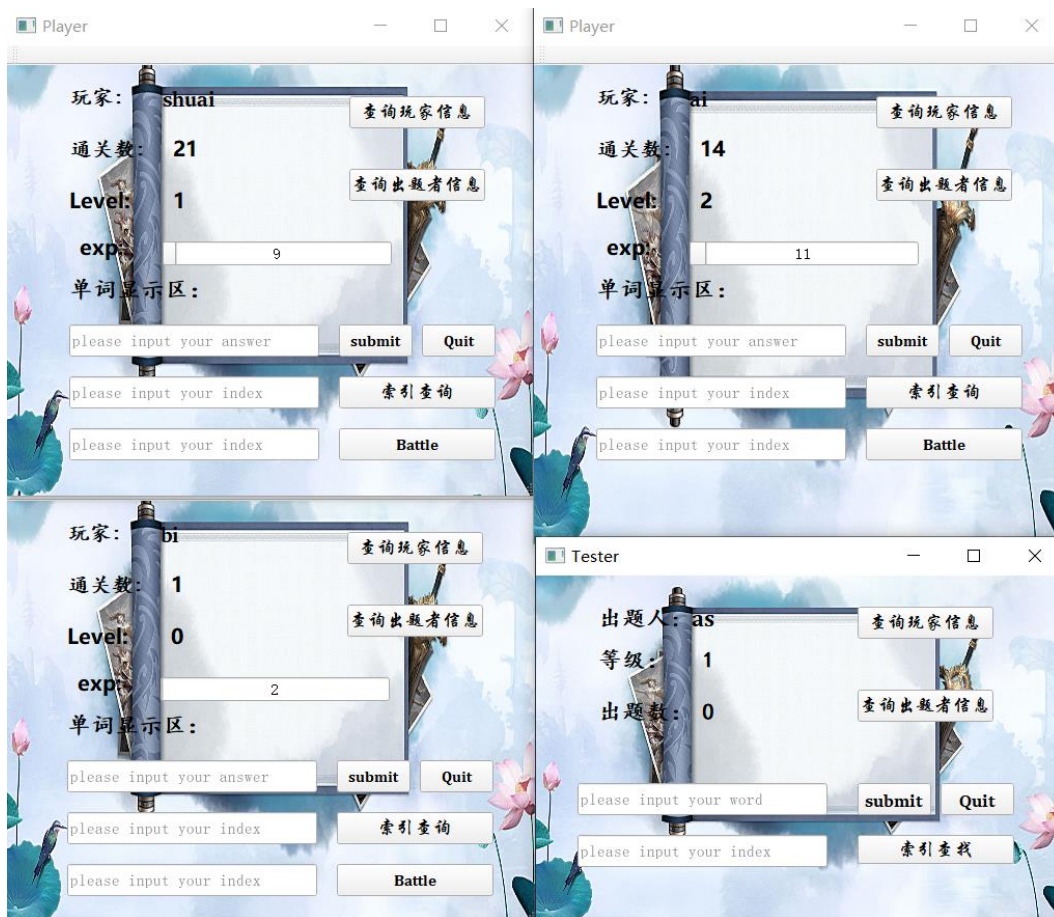 Player
玩家： shuai
查询玩家信息
通关数： 21
查询出题者信息
Level: 1
exp: 9
单词显示区：
please input your answer submit Quit
please input your index 索引查询
please input your index Battle
Player
玩家： ai
查询玩家信息
通关数： 14
查询出题者信息
Level: 2
exp: 11
单词显示区：
please input your answer submit Quit
please input your index 索引查询
please input your index Battle
玩家： bi
查询玩家信息
通关数： 1
查询出题者信息
Level: 0
exp: 2
单词显示区：
please input your answer submit Quit
please input your index 索引查询
please input your index Battle
Tester
出题人：as
查询玩家信息
等级： 1
查询出题者信息
出题数： 0
please input your word submit Quit
please input your index 索引查找